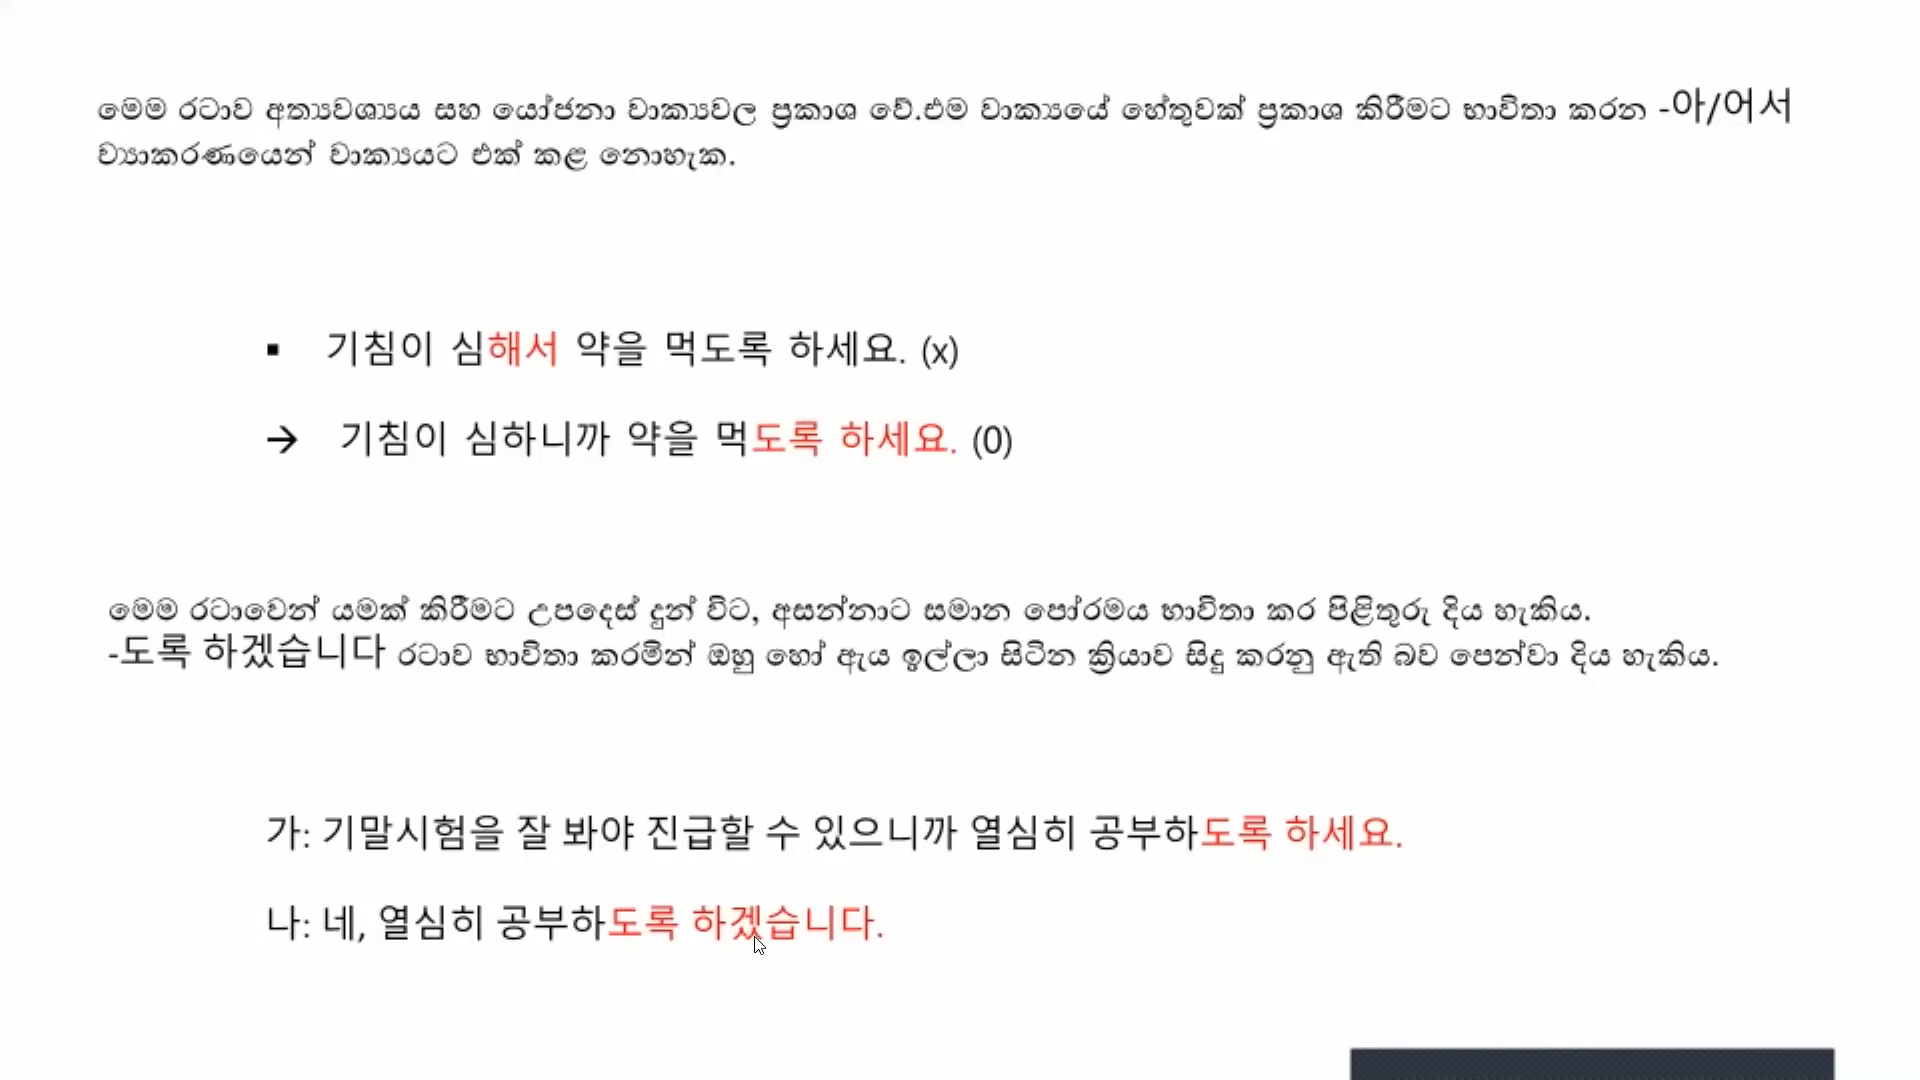 මෙම රටාව අත්‍යවශ්‍යය සහ යෝජනා වාක්‍යවල ප්‍රකාශ වේ.එම වාක්‍යයේ හේතුවක් ප්‍රකාශ කිරීමට භාවිතා කරන -아/어서
ව්‍යාකරණයෙන් වාක්‍යයට එක් කළ නොහැක.
▪ 기침이 심해서 약을 먹도록 하세요. (x)
→ 기침이 심하니까 약을 먹도록 하세요. (0)
මෙම රටාවෙන් යමක් කිරීමට උපදෙස් දුන් විට, අසන්නාට සමාන පෝරමය භාවිතා කර පිළිතුරු දිය හැකිය.
-도록 하겠습니다 රටාව භාවිතා කරමින් ඔහු හෝ ඇය ඉල්ලා සිටින ක්‍රියාව සිදු කරනු ඇති බව පෙන්වා දිය හැකිය.
가: 기말시험을 잘 봐야 진급할 수 있으니까 열심히 공부하도록 하세요.
나: 네, 열심히 공부하도록 하겠습니다.